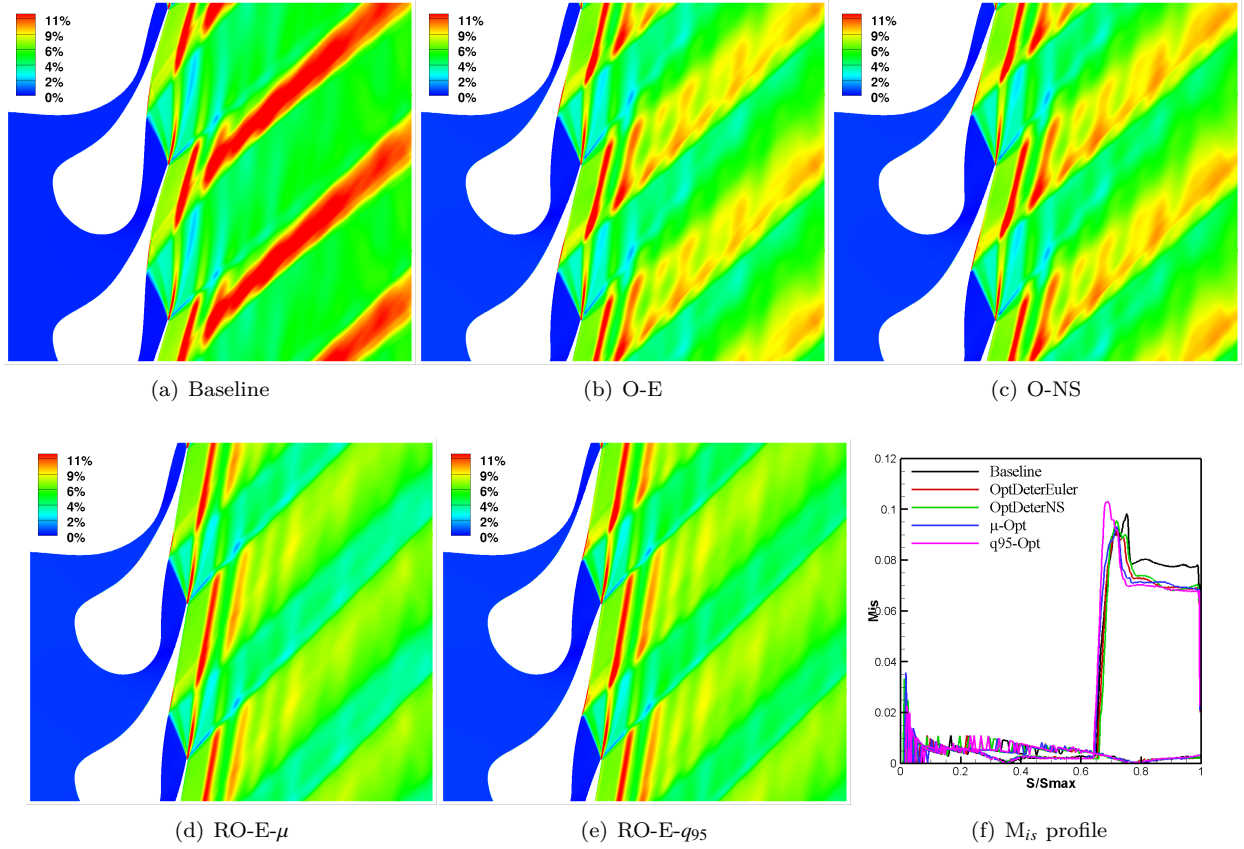 11%
9%
6%
4%
2%
0%
11%
9%
6%
4%
2%
0%
11%
9%
6%
4%
2%
0%
(a) Baseline
(b) O-E
(c) O-NS
11%
9%
6%
4%
2%
0%
11%
9%
6%
4%
2%
0%
0.12
0.1
0.08
0.06
0.04
0.02
0
Mis
Baseline
OptDeterEuler
OptDeterNS
μ-Opt
q95-Opt
0 0.2 0.4 0.6 0.8 1
S/Smax
(d) RO-E-μ
(e) RO-E-q95
(f) Mis profile